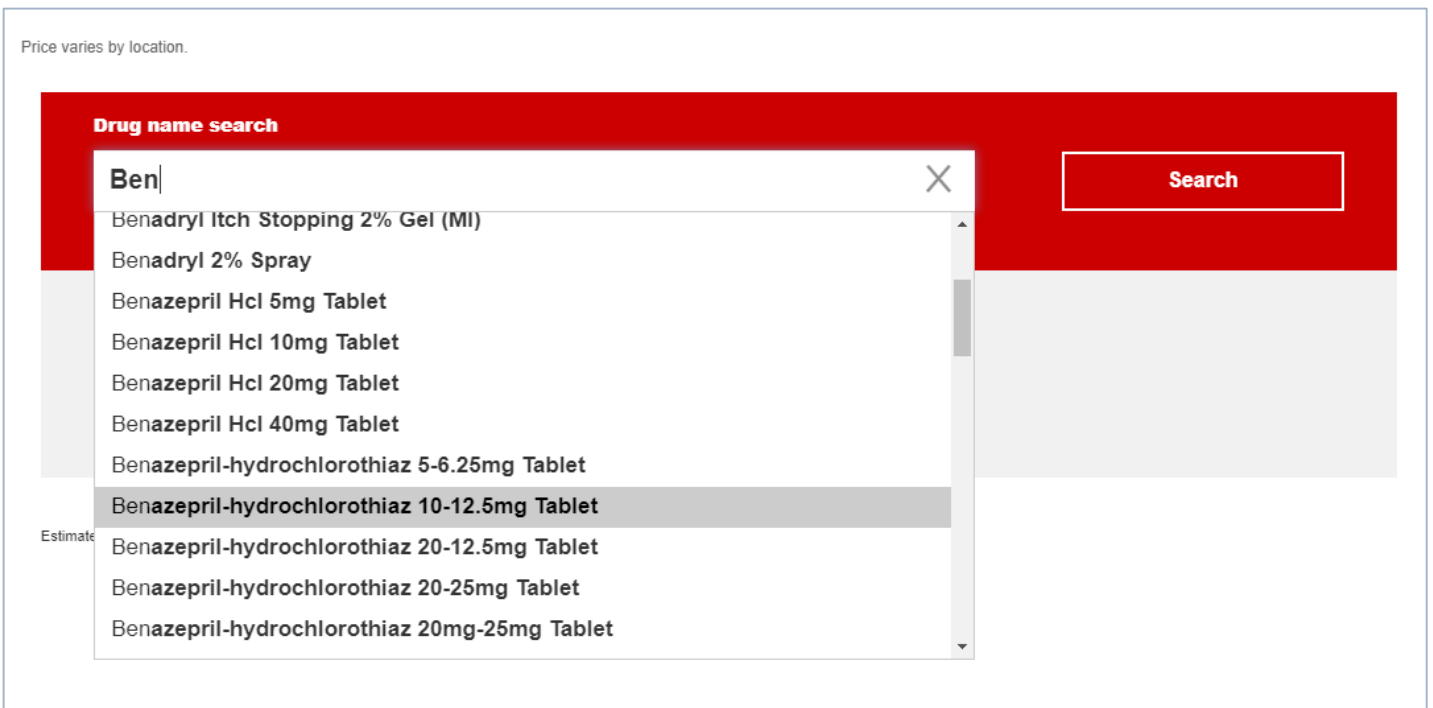 Price varies by location.
Drug name search
Ben
Search
Benadryl Itch Stopping 2% Gel (Ml)
Benadryl 2% Spray
Benazepril Hcl 5mg Tablet
Benazepril Hcl 10mg Tablet
Benazepril Hcl 20mg Tablet
Benazepril Hcl 40mg Tablet
Benazepril-hydrochlorothiaz 5-6.25mg Tablet
Benazepril-hydrochlorothiaz 10-12.5mg Tablet
Estimate
Benazepril-hydrochlorothiaz 20-12.5mg Tablet
Benazepril-hydrochlorothiaz 20-25mg Tablet
Benazepril-hydrochlorothiaz 20mg-25mg Tablet